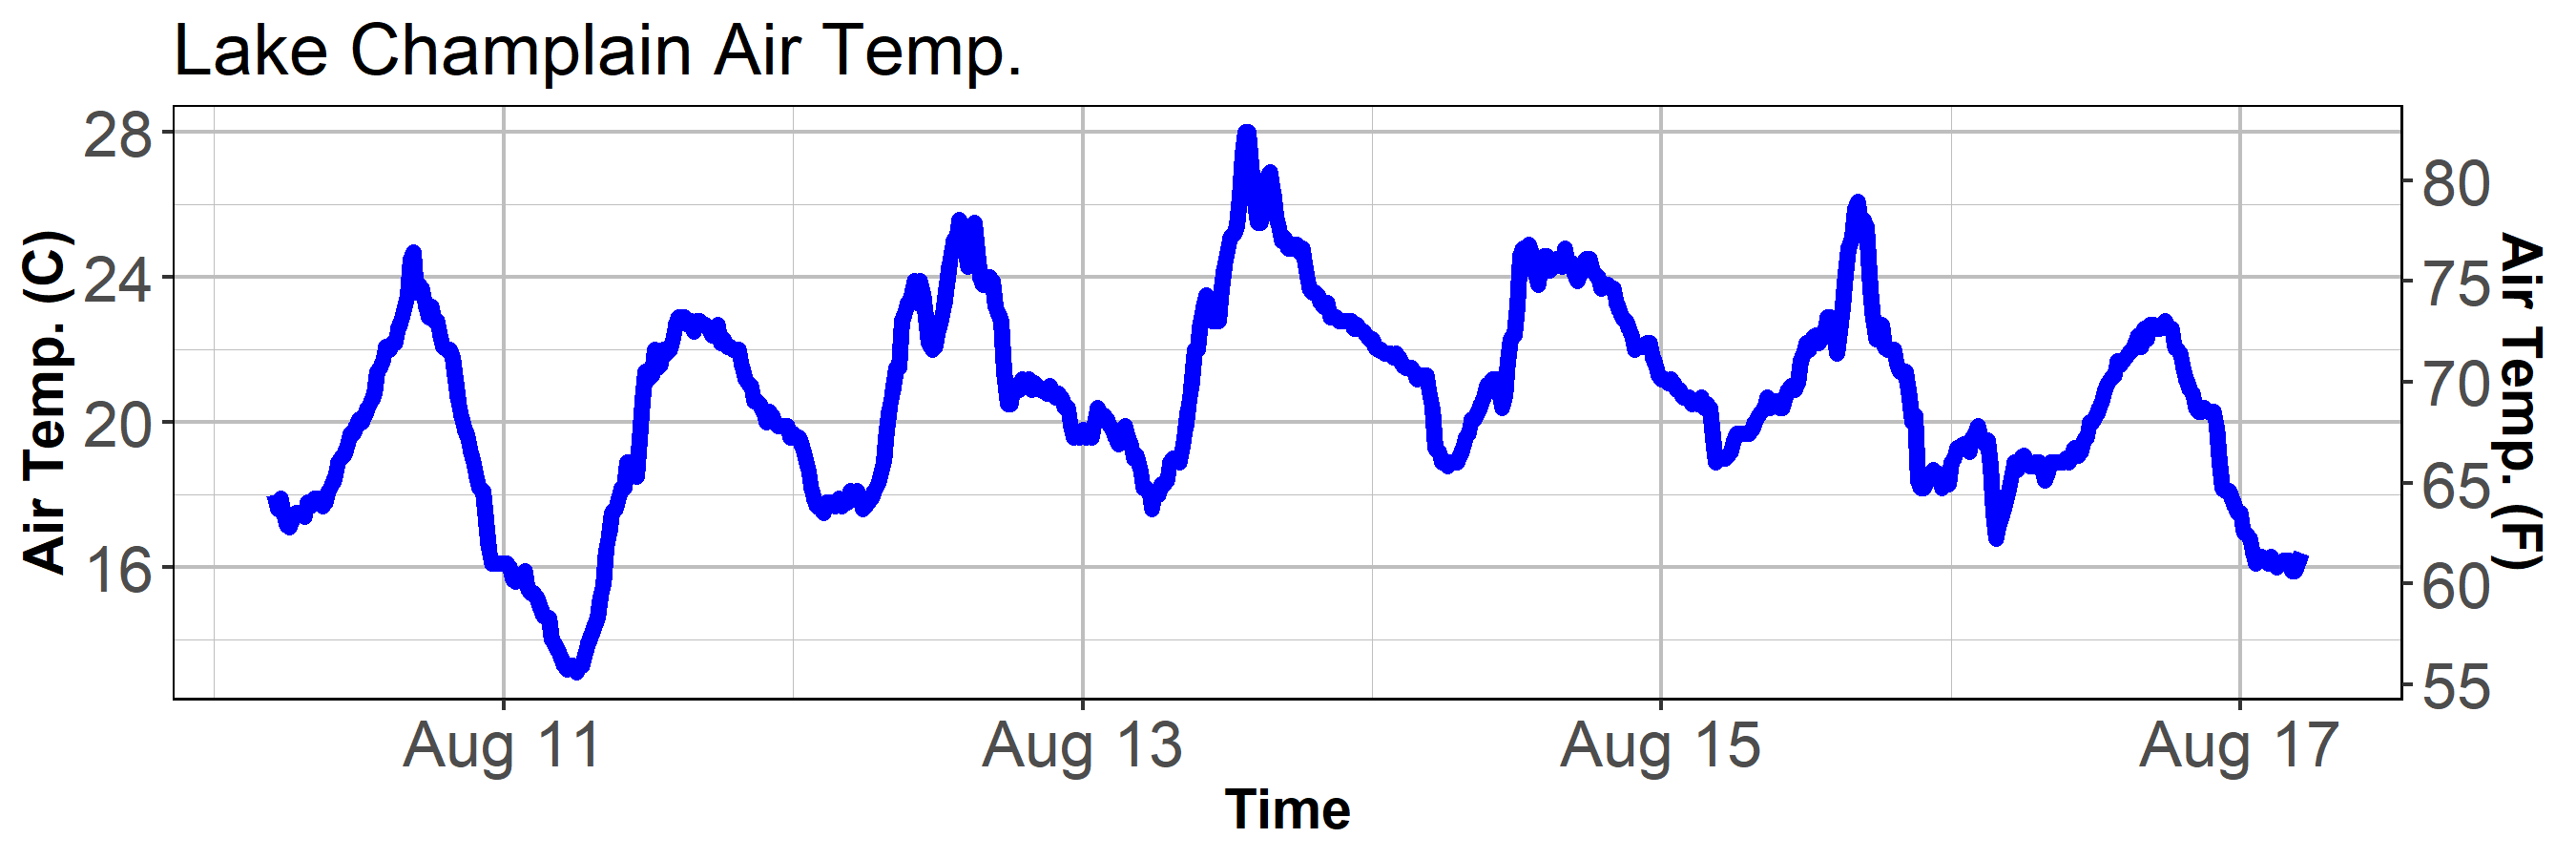 Lake Champlain Air Temp.
28
24
20
16
Air Temp. (C)
80
75
70
65
60
55
Air Temp. (F)
Aug 11
Aug 13
Aug 15
Aug 17
Time